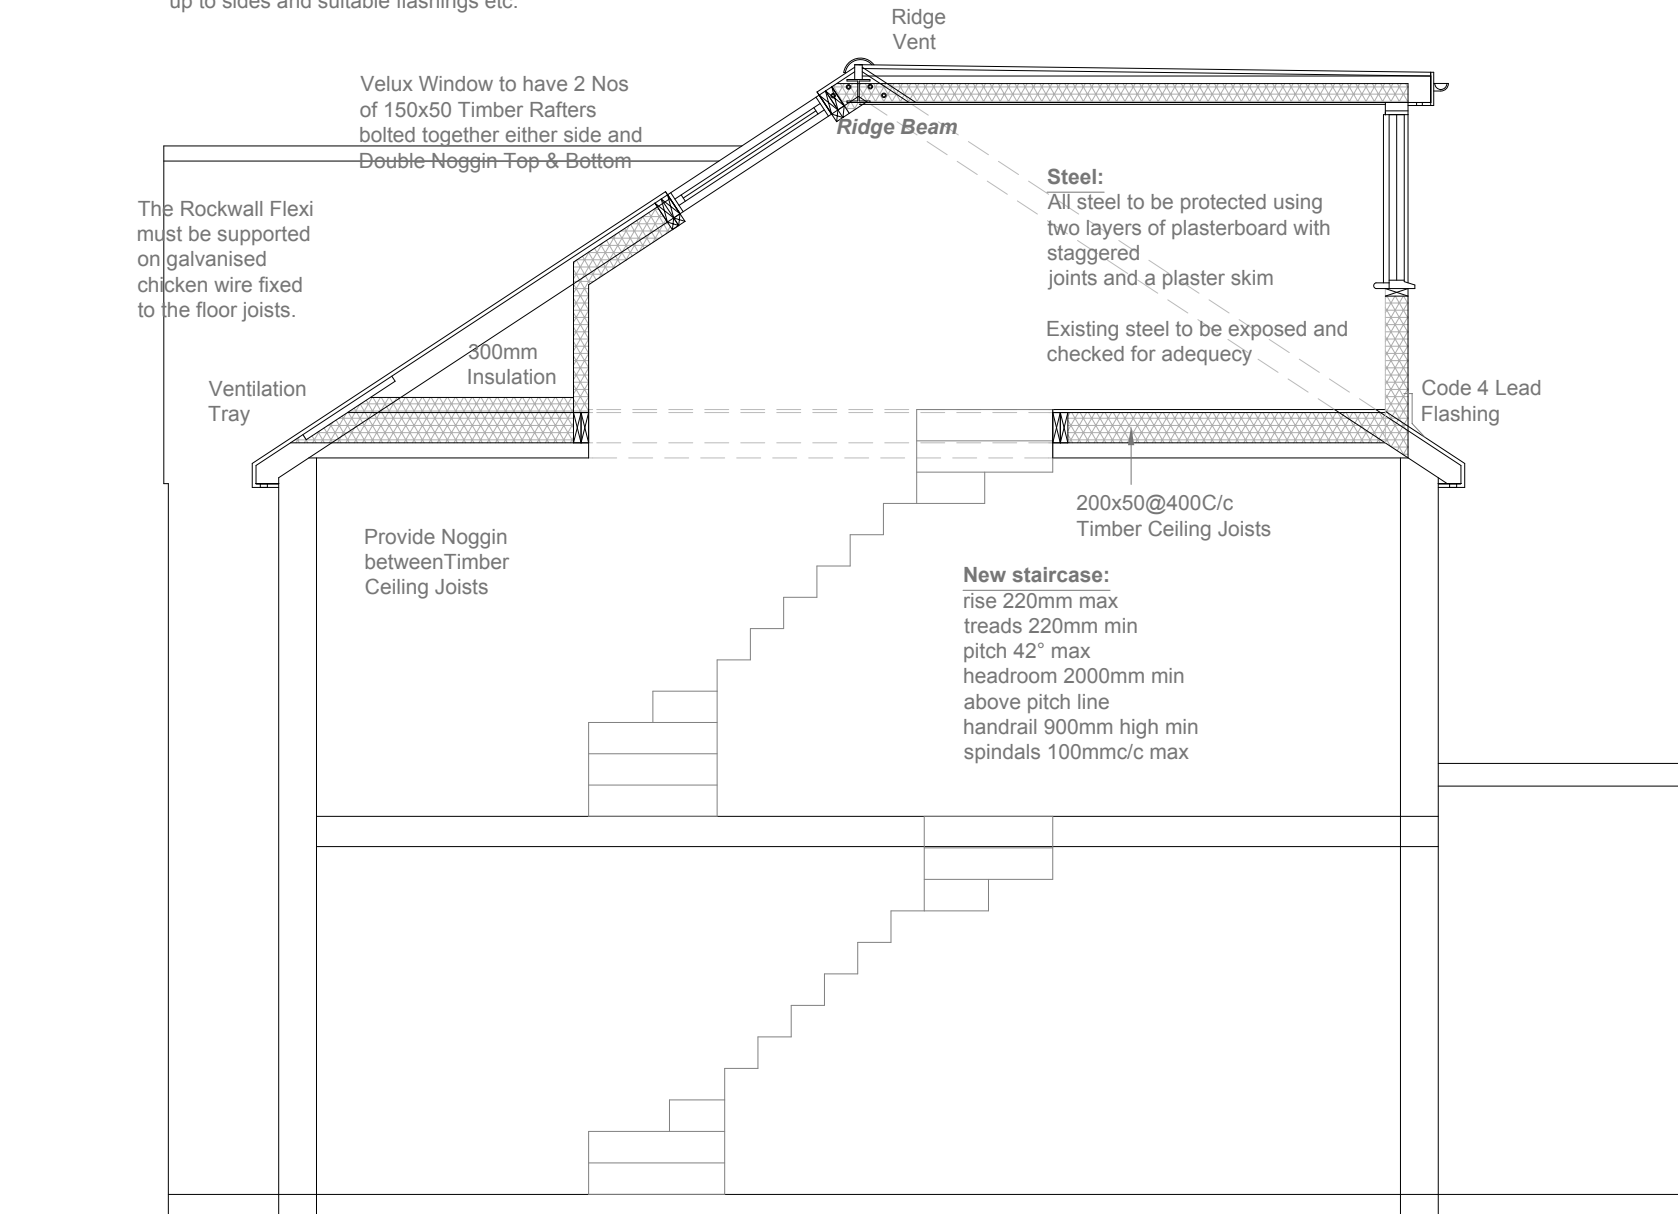 up to sides and suitable flashings etc.
Ridge
Vent
Velux Window to have 2 Nos
of 150x50 Timber Rafters
bolted together either side and
Double Noggin Top & Bottom
Ridge Beam
Steel:
All steel to be protected using
two layers of plasterboard with
staggered
joints and a plaster skim
Existing steel to be exposed and
checked for adequecy
The Rockwall Flexi
must be supported
on galvanised
chicken wire fixed
to the floor joists.
300mm
Insulation
Ventilation
Tray
Code 4 Lead
Flashing
200x50@400C/c
Timber Ceiling Joists
Provide Noggin
betweenTimber
Ceiling Joists
New staircase:
rise 220mm max
treads 220mm min
pitch 42° max
headroom 2000mm min
above pitch line
handrail 900mm high min
spindals 100mmc/c max